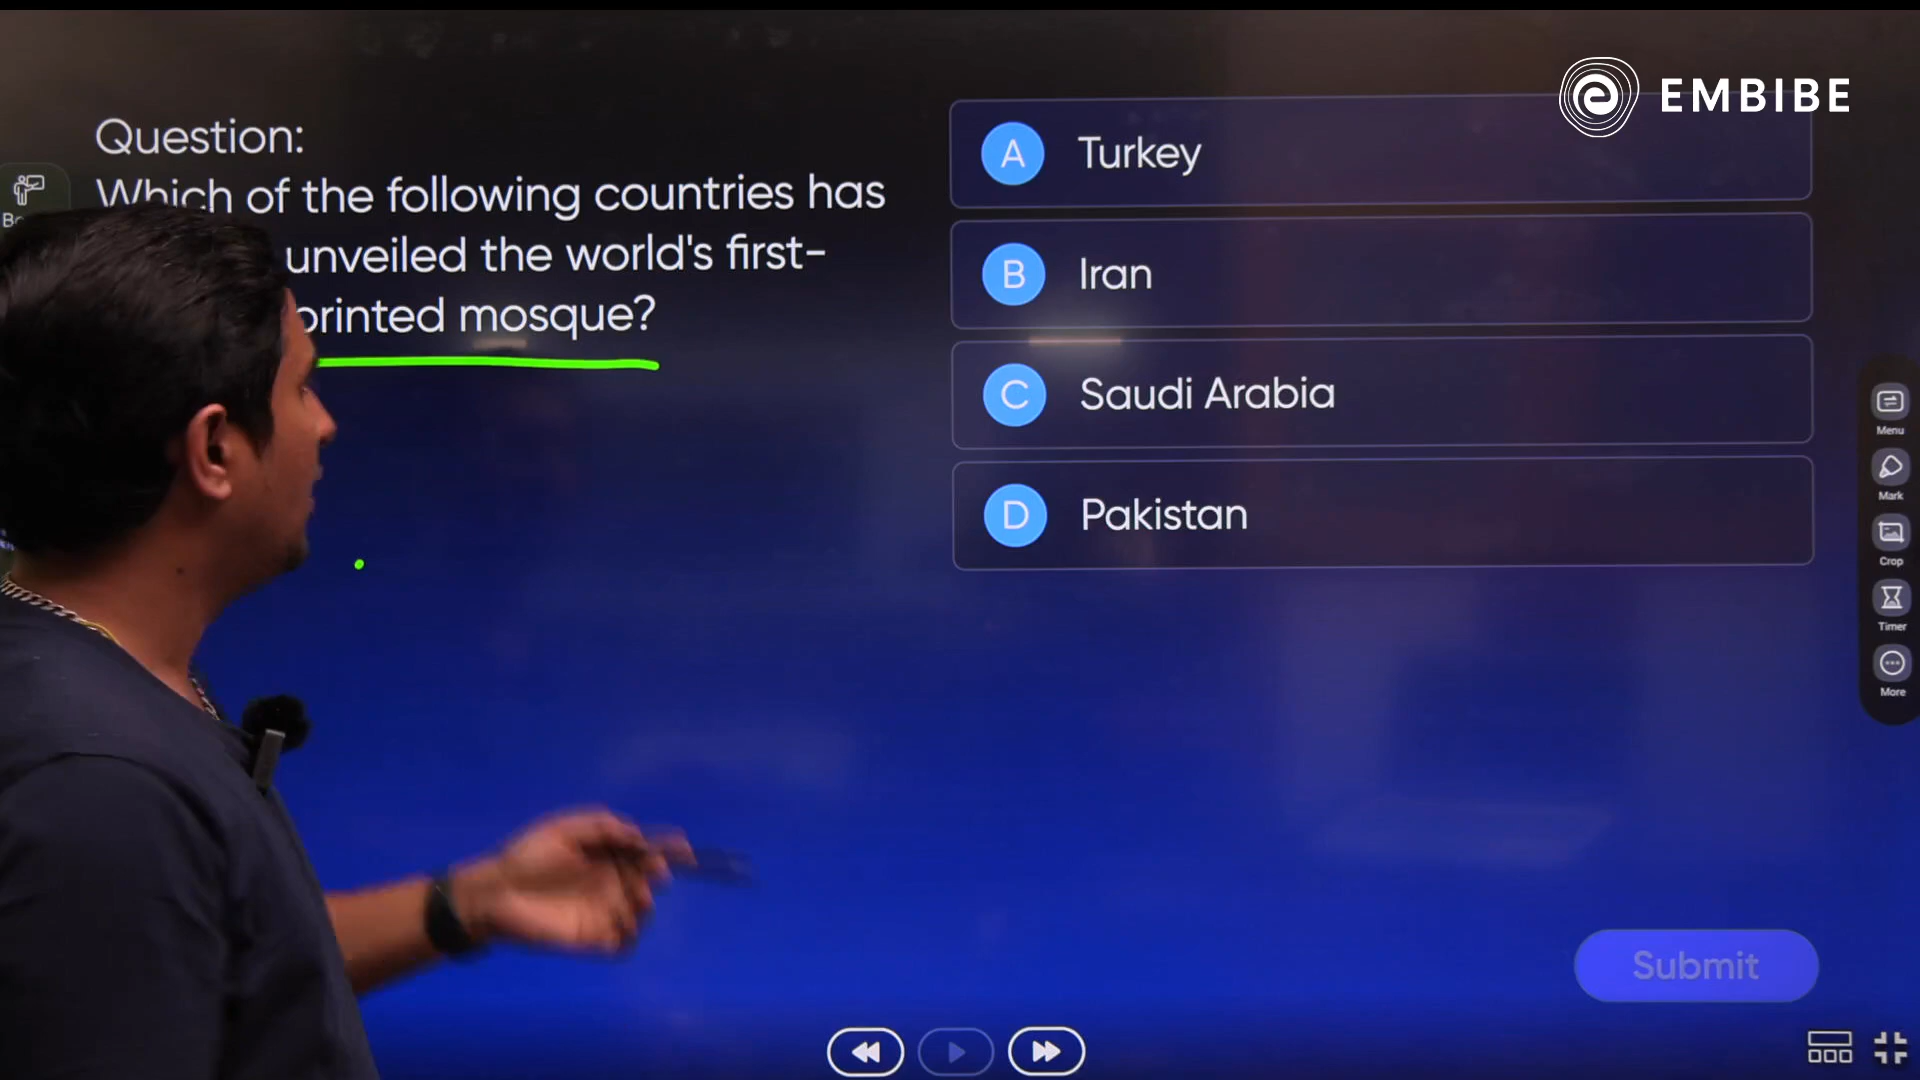 EMBIBE
Question:
Which of the following countries has
unveiled the world's first-
printed mosque?
A Turkey
B Iran
C Saudi Arabia
D Pakistan
Menu
Mark
Crop
Timer
More
Submit